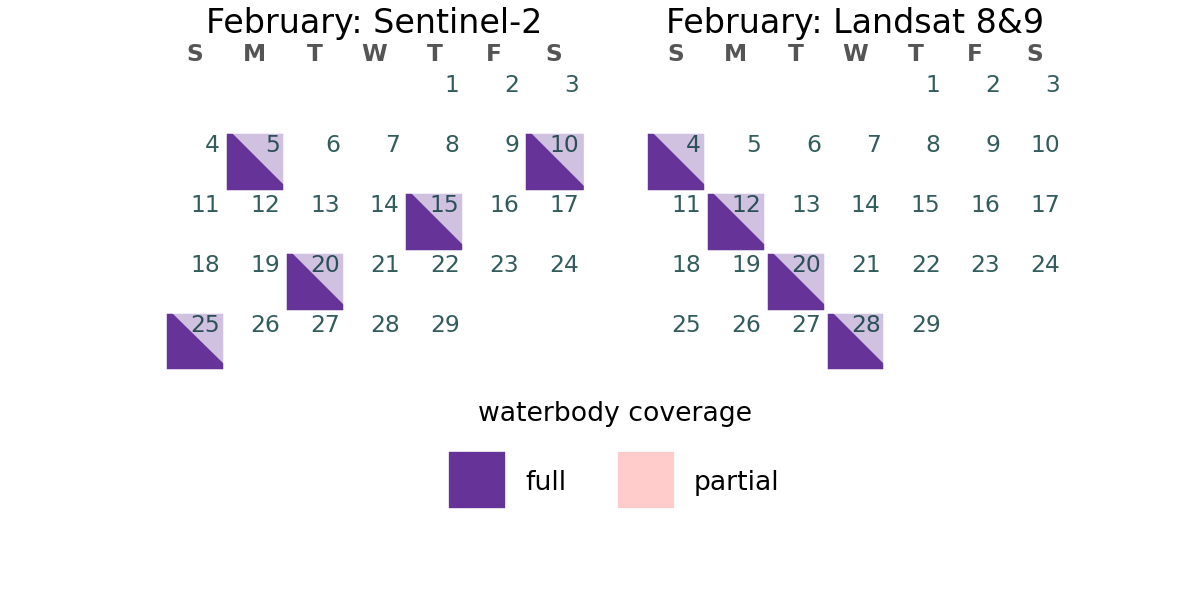 February: Sentinel-2
S M T W T F S
1 2 3
4 5 6 7 8 9 10
11 12 13 14 15 16 17
18 19 20 21 22 23 24
25 26 27 28 29
February: Landsat 8&9
S M T W T F S
1 2 3
4 5 6 7 8 9 10
11 12 13 14 15 16 17
18 19 20 21 22 23 24
25 26 27 28 29
waterbody coverage
full partial